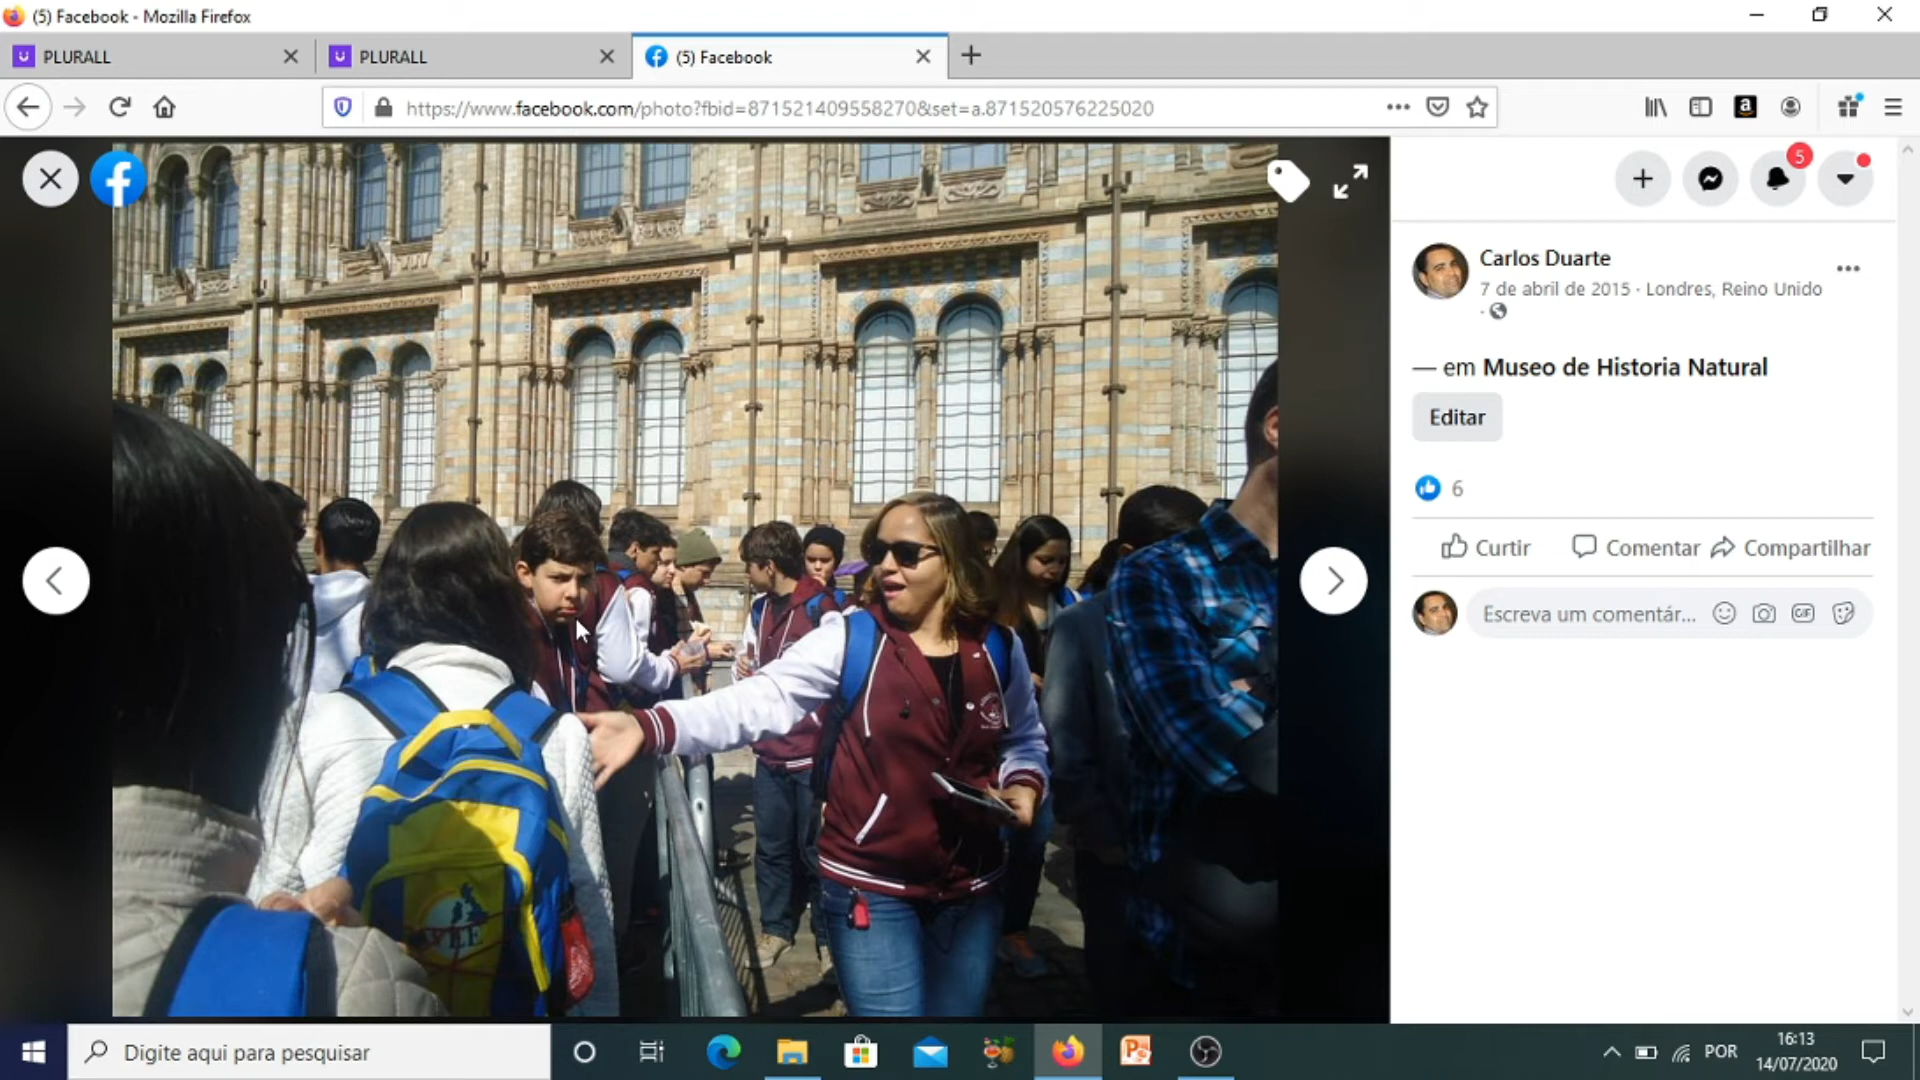 (5) Facebook - Mozilla Firefox
PLURALL
PLURALL
(5) Facebook
https://www.facebook.com/photo?fbid=871521409558270&set=a.871520576225020
5
Carlos Duarte
7 de abril de 2015 · Londres, Reino Unido
— em Museo de Historia Natural
Editar
6
Curtir
Comentar
Compartilhar
Escreva um comentár...
GIF
Digite aqui para pesquisar
POR
16:13
14/07/2020